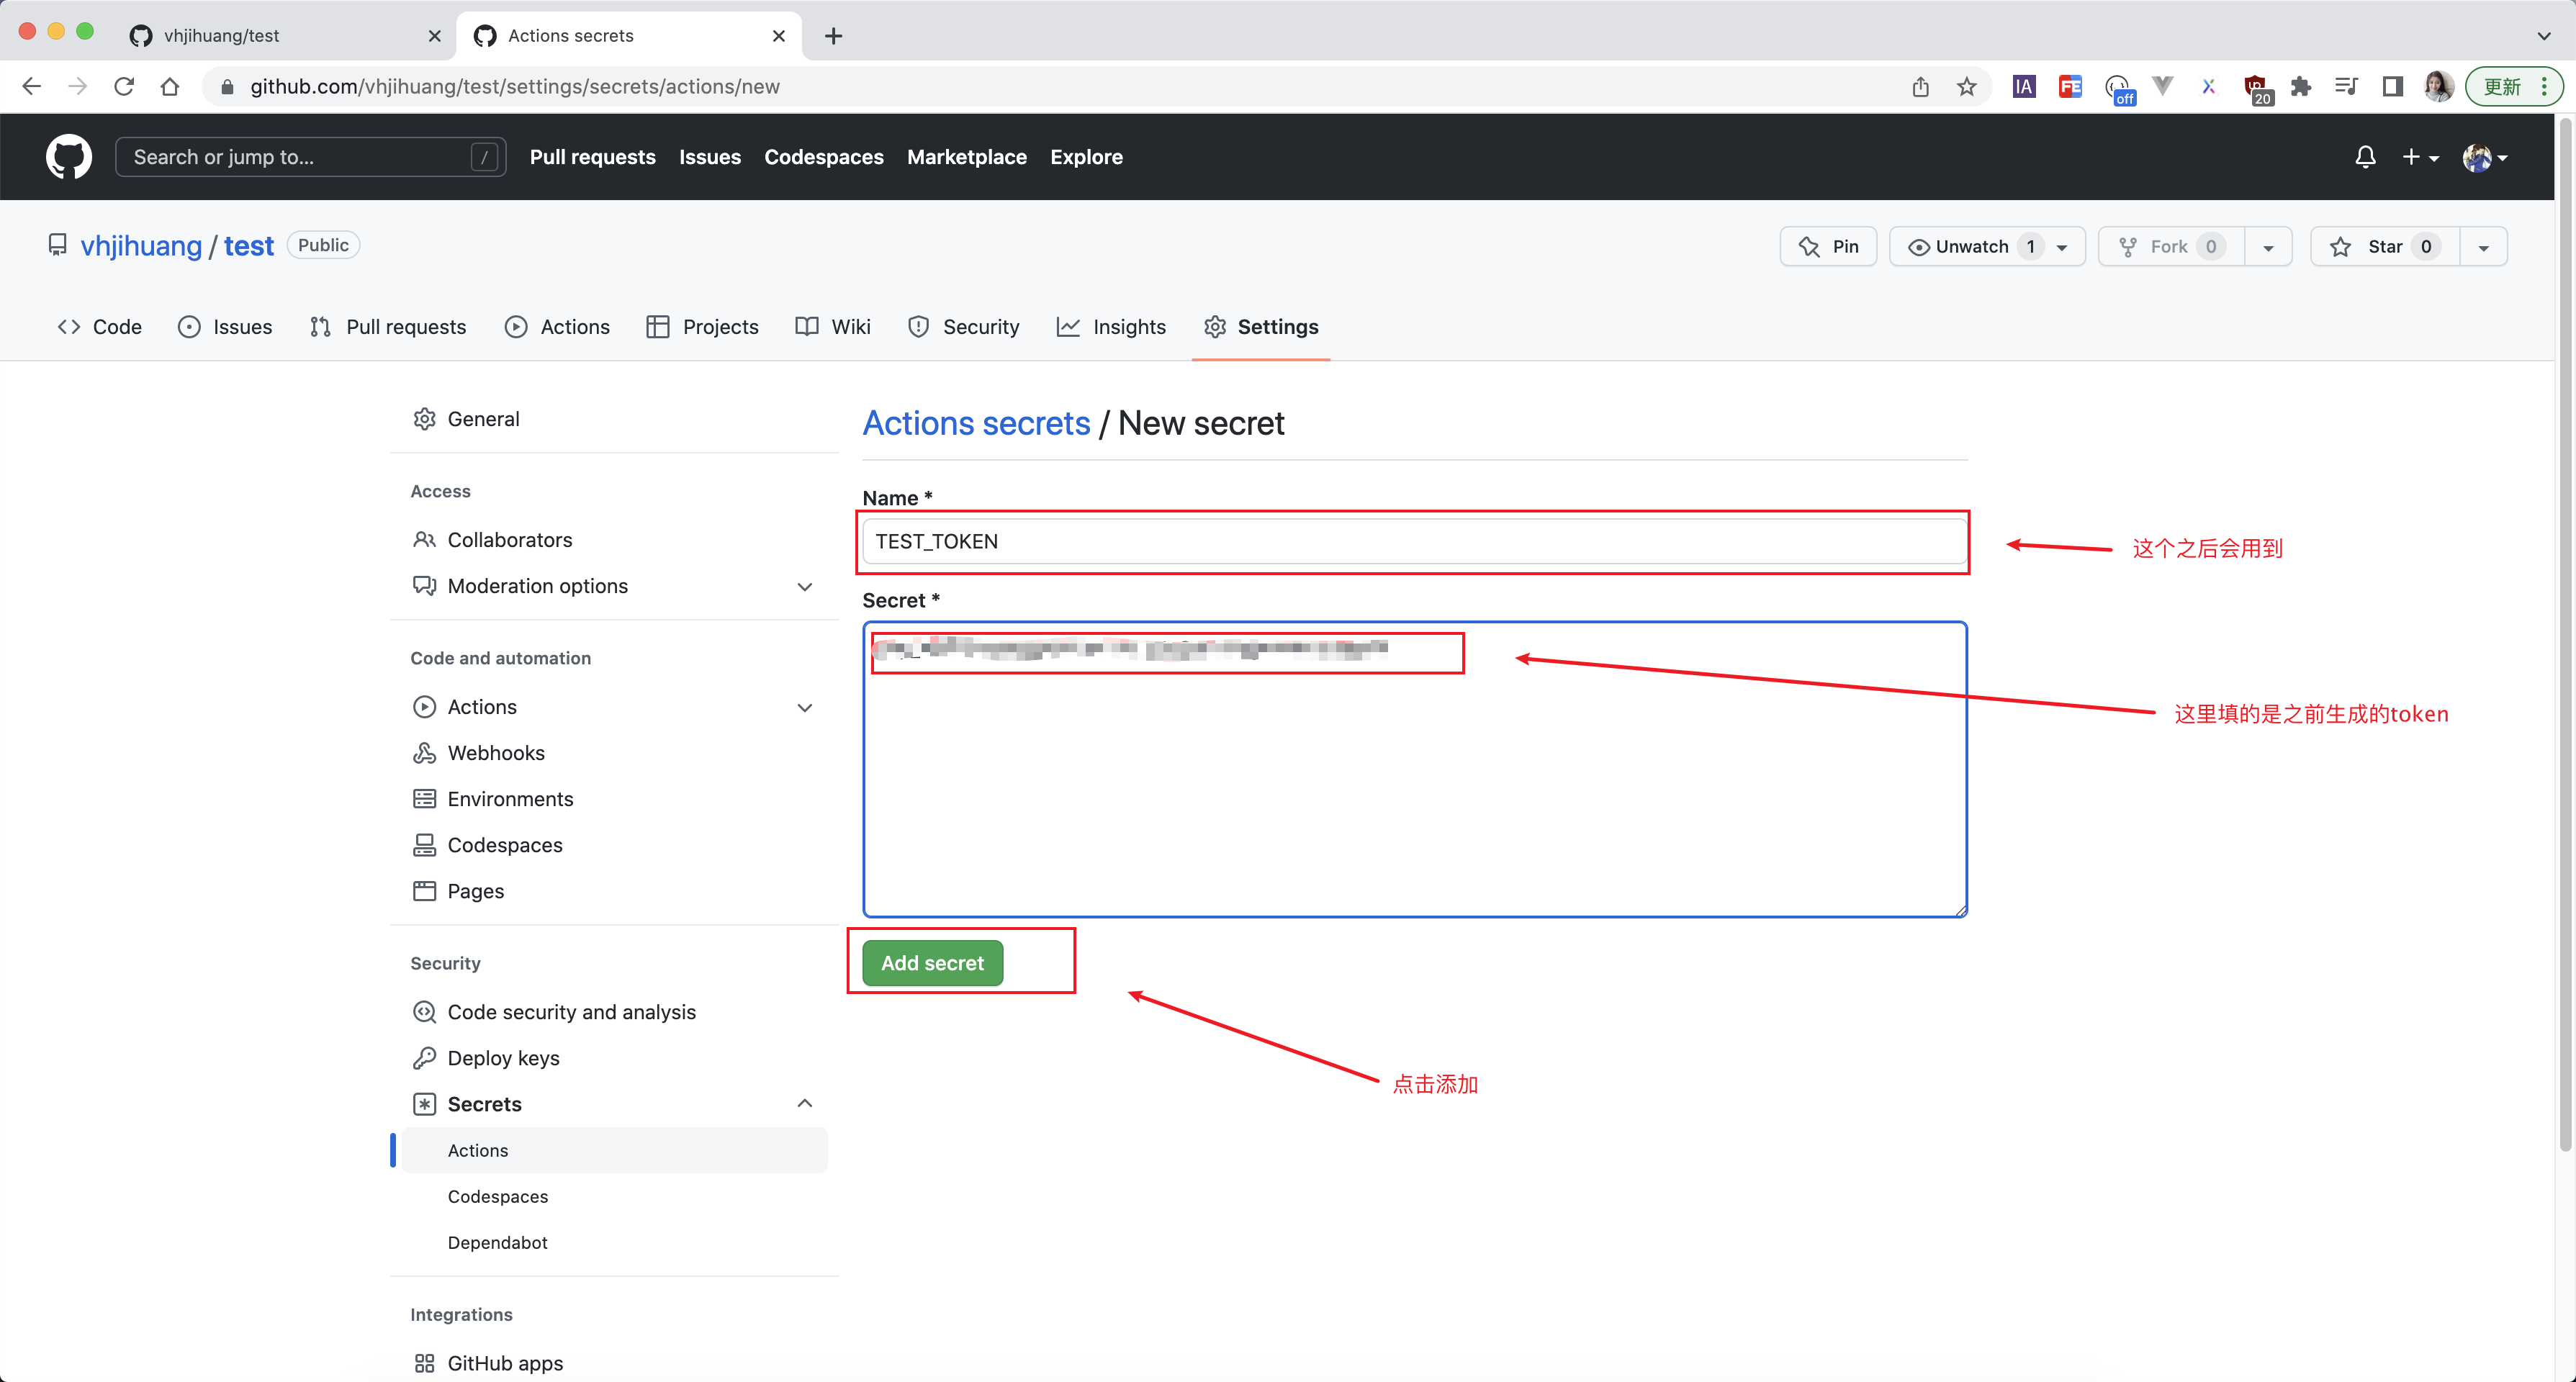 vhjihuang/test
Actions secrets
github.com/vhjihuang/test/settings/secrets/actions/new
IA
FE
off
20
更新
Search or jump to...
/
Pull requests
Issues
Codespaces
Marketplace
Explore
vhjihuang / test
Public
Pin
Unwatch 1
Fork 0
Star 0
Code
Issues
Pull requests
Actions
Projects
Wiki
Security
Insights
Settings
General
Access
Collaborators
Moderation options
Code and automation
Actions
Webhooks
Environments
Codespaces
Pages
Security
Code security and analysis
Deploy keys
Secrets
Actions
Codespaces
Dependabot
Integrations
GitHub apps
Actions secrets / New secret
Name *
TEST_TOKEN
这个之后会用到
Secret *
这里填的是之前生成的token
Add secret
点击添加